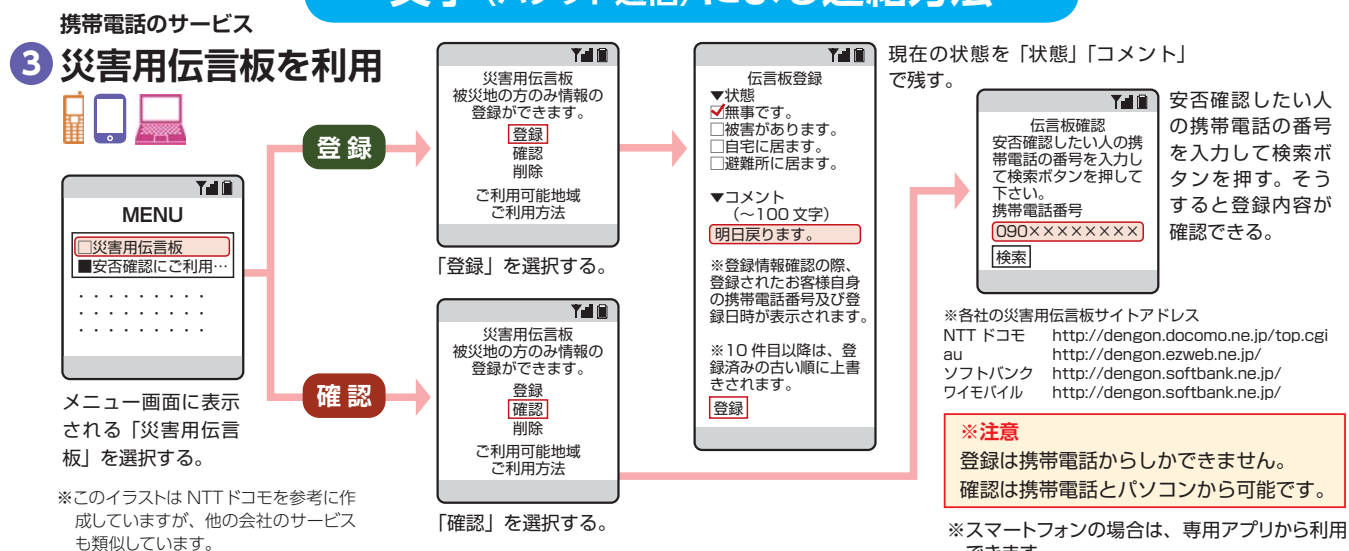 文字(パケット通信)による連絡方法
携帯電話のサービス
③ 災害用伝言板を利用
MENU
□災害用伝言板
■安否確認にご利用…
・・・・・・・・・
・・・・・・・・・
・・・・・・・・・
メニュー画面に表示
される「災害用伝言
板」を選択する。
※このイラストは NTTドコモを参考に作
成していますが、他の会社のサービス
も類似しています。
登録
災害用伝言板
被災地の方のみ情報の
登録ができます。
登録
確認
削除
ご利用可能地域
ご利用方法
「登録」を選択する。
確認
災害用伝言板
被災地の方のみ情報の
登録ができます。
登録
確認
削除
ご利用可能地域
ご利用方法
「確認」を選択する。
伝言板登録
▼状態
☑無事です。
□被害があります。
□自宅に居ます。
□避難所に居ます。
▼コメント
(〜100 文字)
明日戻ります。
※登録情報確認の際、
登録されたお客様自身
の携帯電話番号及び登
録日時が表示されます。
※10 件目以降は、登
録済みの古い順に上書
きされます。
登録
現在の状態を「状態」「コメント」
で残す。
伝言板確認
安否確認したい人の携
帯電話の番号を入力し
て検索ボタンを押して
下さい。
携帯電話番号
090××××××××
検索
安否確認したい人
の携帯電話の番号
を入力して検索ボ
タンを押す。そう
すると登録内容が
確認できる。
※各社の災害用伝言板サイトアドレス
NTT ドコモ http://dengon.docomo.ne.jp/top.cgi
au http://dengon.ezweb.ne.jp/
ソフトバンク http://dengon.softbank.ne.jp/
ワイモバイル http://dengon.softbank.ne.jp/
※注意
登録は携帯電話からしかできません。
確認は携帯電話とパソコンから可能です。
※スマートフォンの場合は、専用アプリから利用
できます